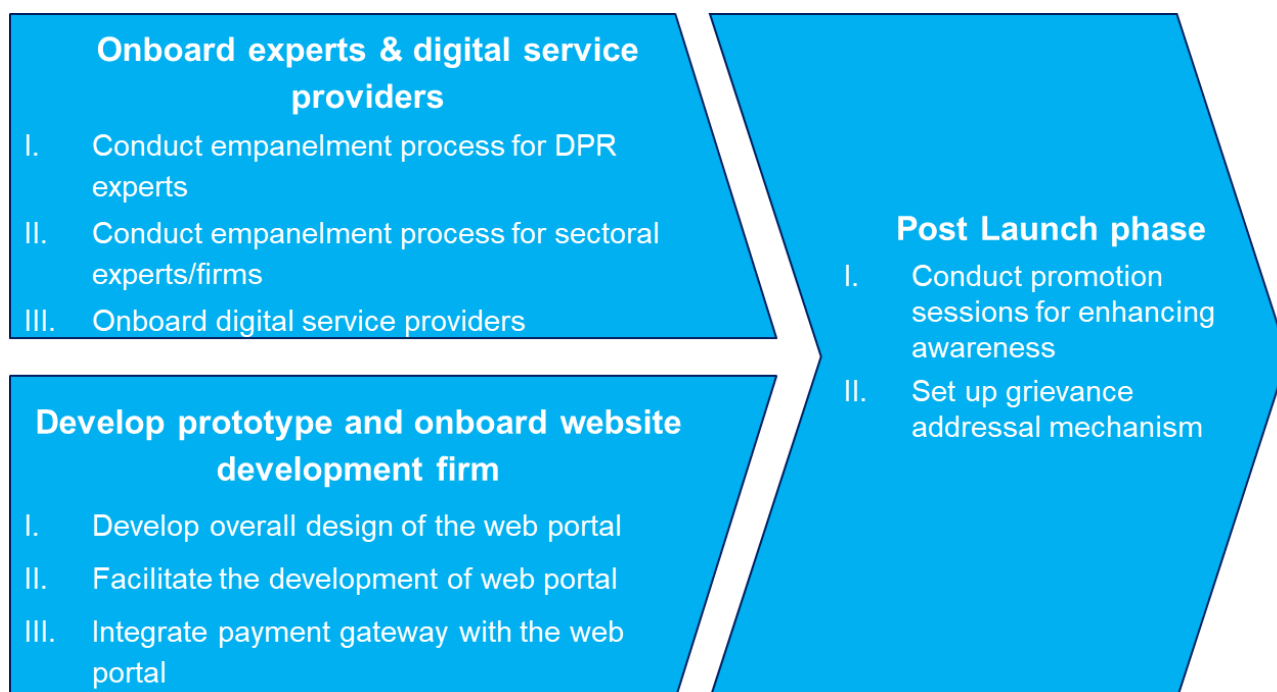 Onboard experts & digital service
providers
I. Conduct empanelment process for DPR
experts
II. Conduct empanelment process for sectoral
experts/firms
III. Onboard digital service providers
Develop prototype and onboard website
development firm
I. Develop overall design of the web portal
II. Facilitate the development of web portal
III. Integrate payment gateway with the web
portal
Post Launch phase
I. Conduct promotion
sessions for enhancing
awareness
II. Set up grievance
addressal mechanism